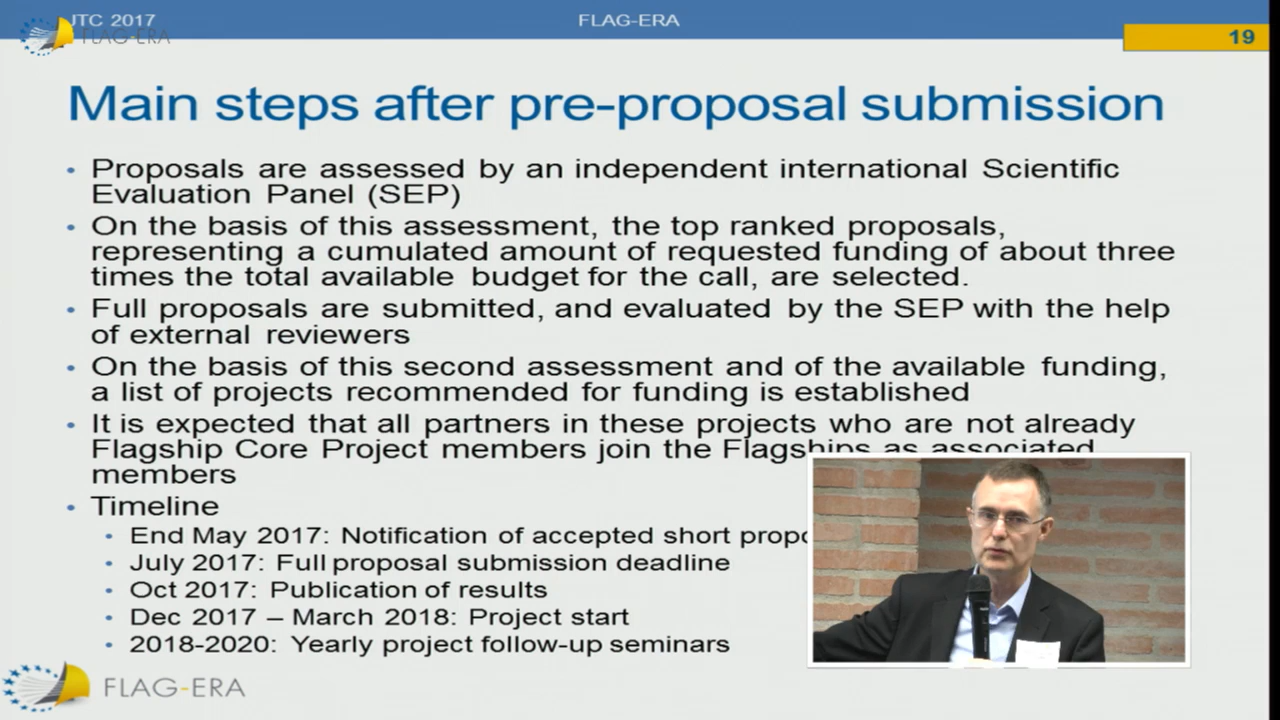 JTC 2017
FLAG-ERA
FLAG-ERA
19
Main steps after pre-proposal submission
• Proposals are assessed by an independent international Scientific
Evaluation Panel (SEP)
• On the basis of this assessment, the top ranked proposals,
representing a cumulated amount of requested funding of about three
times the total available budget for the call, are selected.
• Full proposals are submitted, and evaluated by the SEP with the help
of external reviewers
• On the basis of this second assessment and of the available funding,
a list of projects recommended for funding is established
• It is expected that all partners in these projects who are not already
Flagship Core Project members join the Flagships as associated
members
• Timeline
• End May 2017: Notification of accepted short
• July 2017: Full proposal submission deadline
• Oct 2017: Publication of results
• Dec 2017 – March 2018: Project start
• 2018-2020: Yearly project follow-up seminars
FLAG-ERA